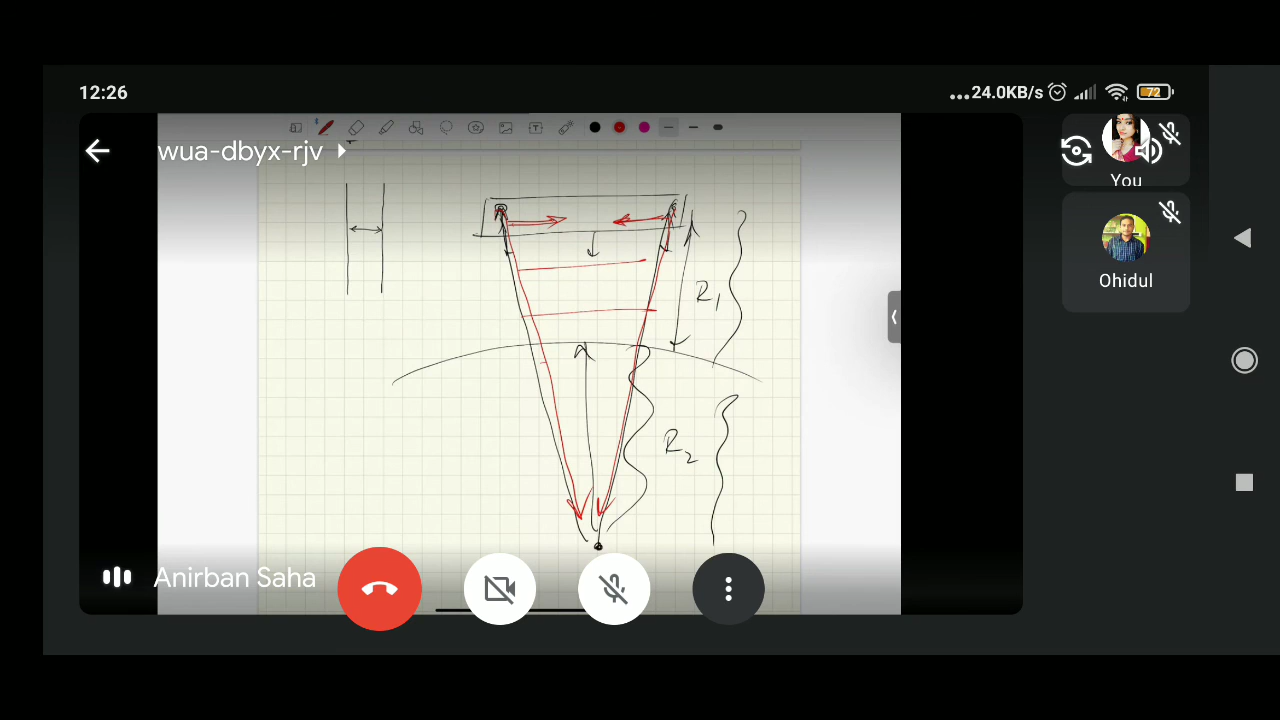 12:26
...24.0KB/s
72
wua-dbyx-rjv
You
T
Ohidul
R1
R2
Anirban Saha